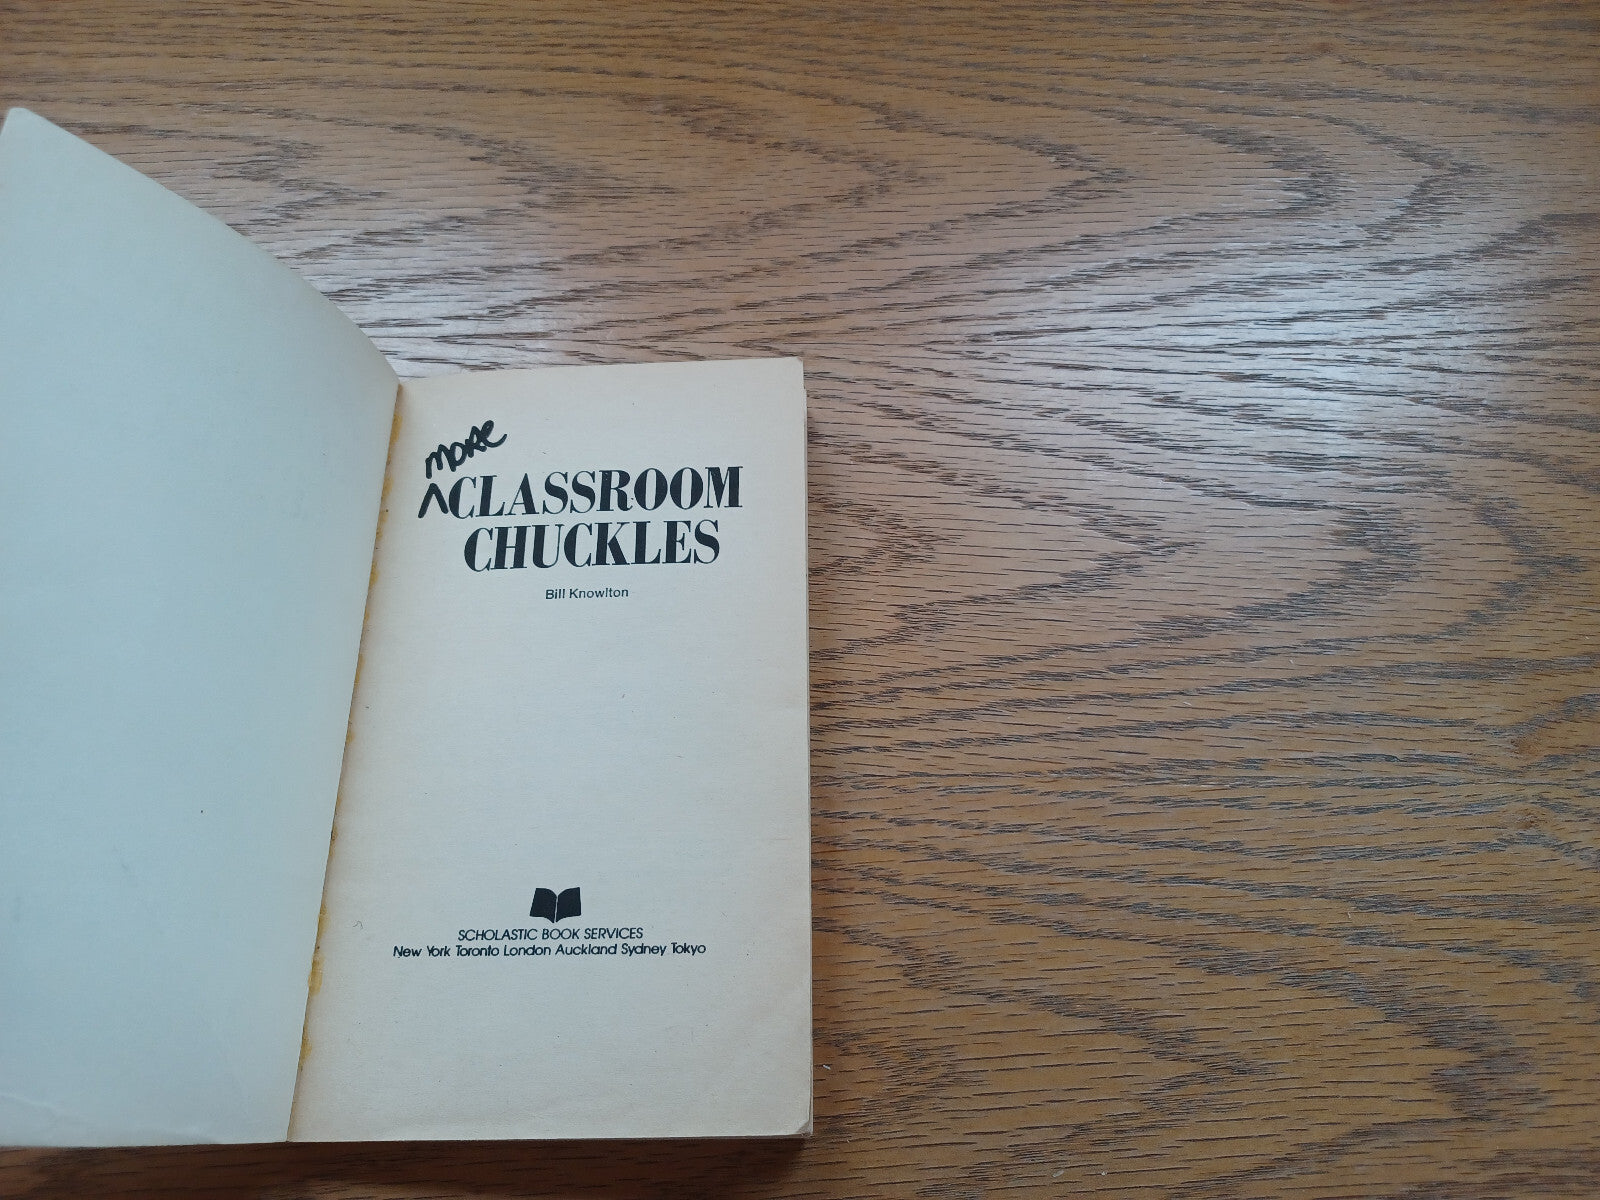 MORE
^CLASSROOM
CHUCKLES
Bill Knowlton
SCHOLASTIC BOOK SERVICES
New York Toronto London Auckland Sydney Tokyo